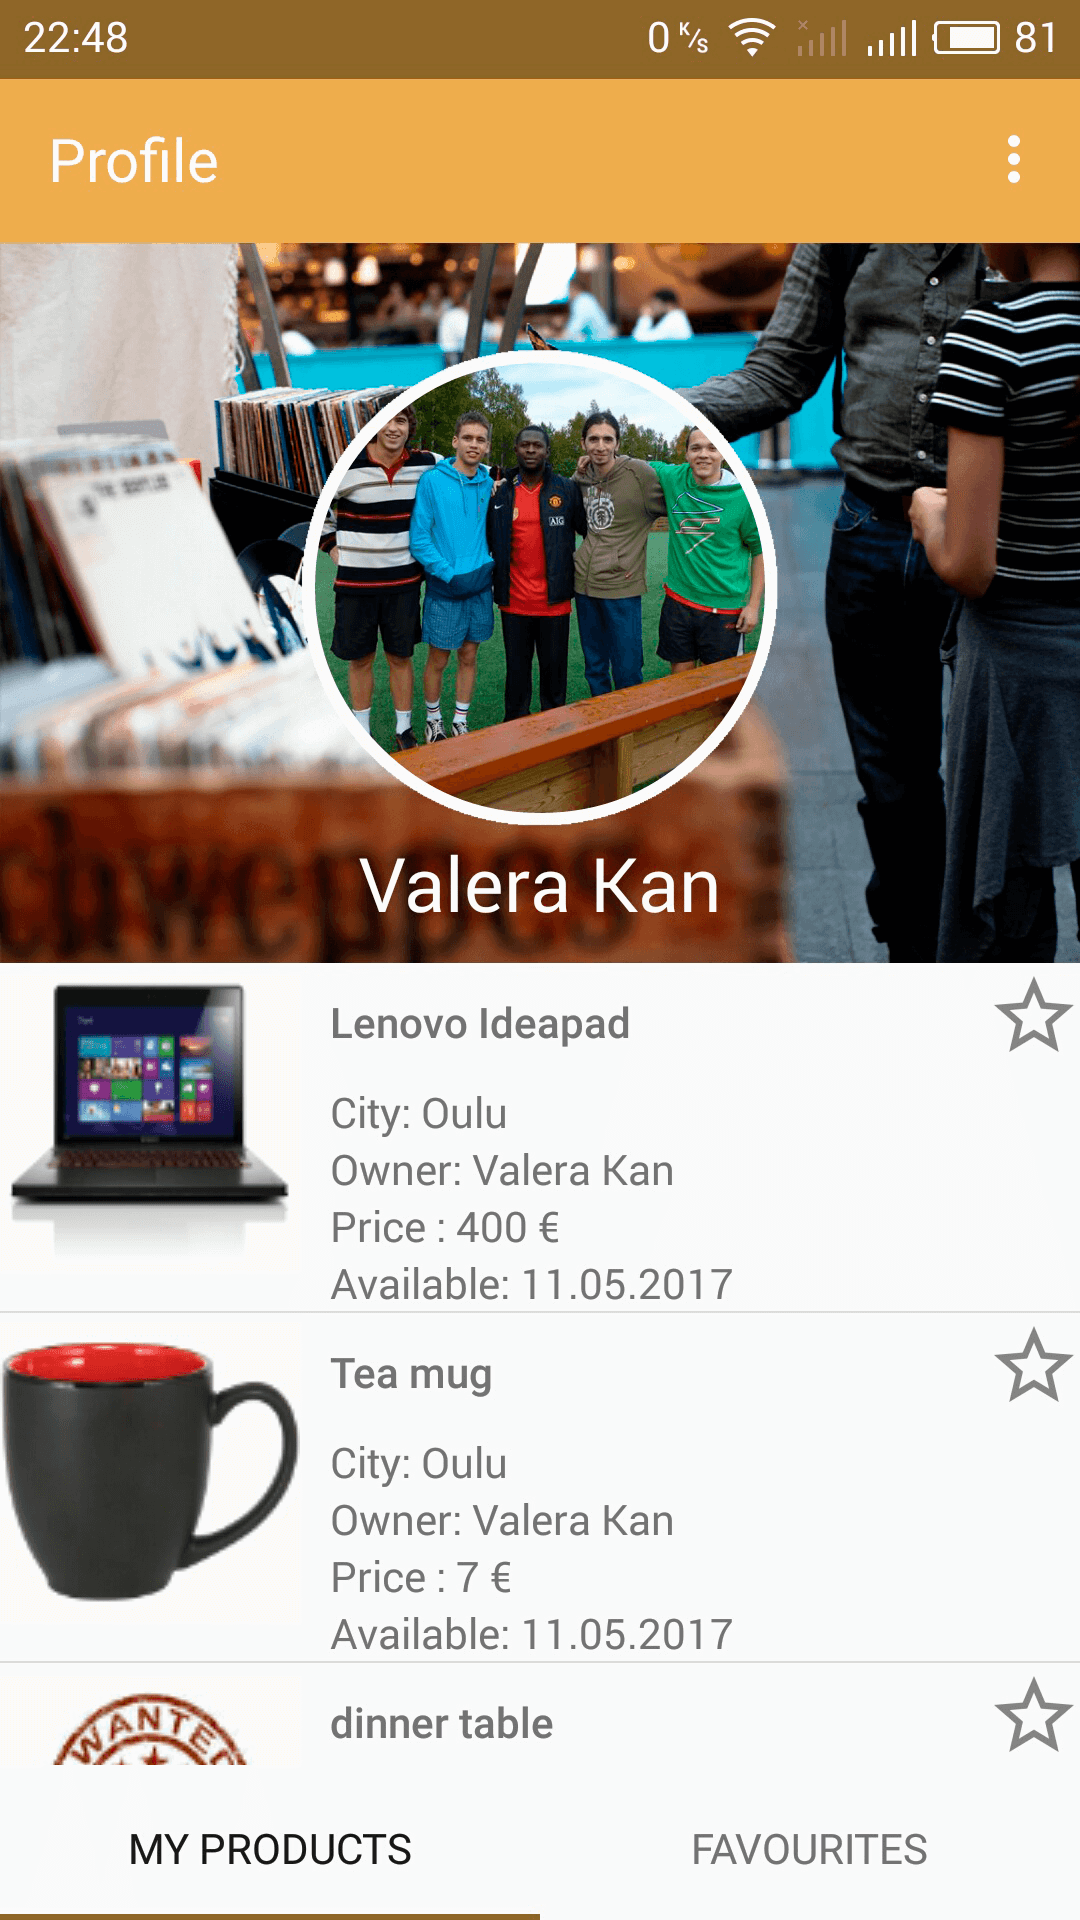 22:48
0 K/s
81
Profile
AIG
Valera Kan
Lenovo Ideapad
City: Oulu
Owner: Valera Kan
Price : 400 €
Available: 11.05.2017
Tea mug
City: Oulu
Owner: Valera Kan
Price : 7 €
Available: 11.05.2017
WANTED
dinner table
MY PRODUCTS
FAVOURITES